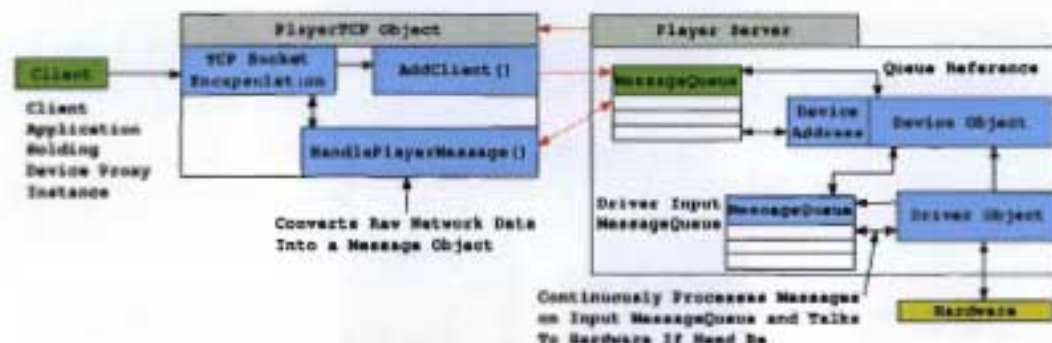 PlayerTCP Object
Player Server
Client
TCP Socket
Encapsulation
AddClient()
MessageQueue
Queue Reference
Client
Application
Holding
Device Proxy
Instance
Device
Address
Device Object
HandlePlayerMessage()
Driver Input
MessageQueue
MessageQueue
Driver Object
Converts Raw Network Data
Into a Message Object
Continuously Processes Messages
on Input MessageQueue and Talks
To Hardware If Need Be
Hardware